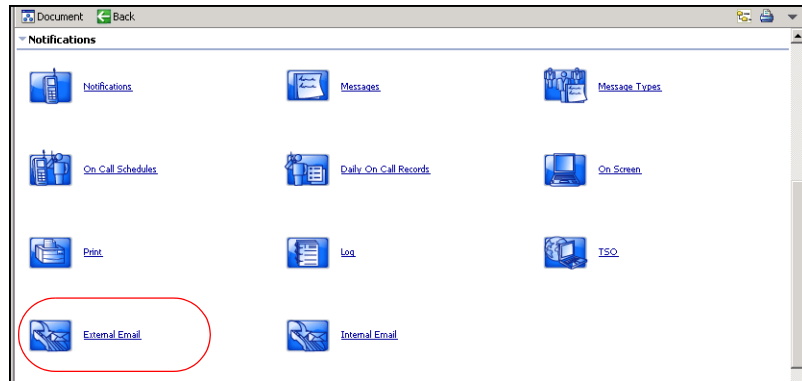 Document Back
Notifications
Notifications Messages Message Types
On Call Schedules Daily On Call Records On Screen
Print Log TSO
External Email Internal Email